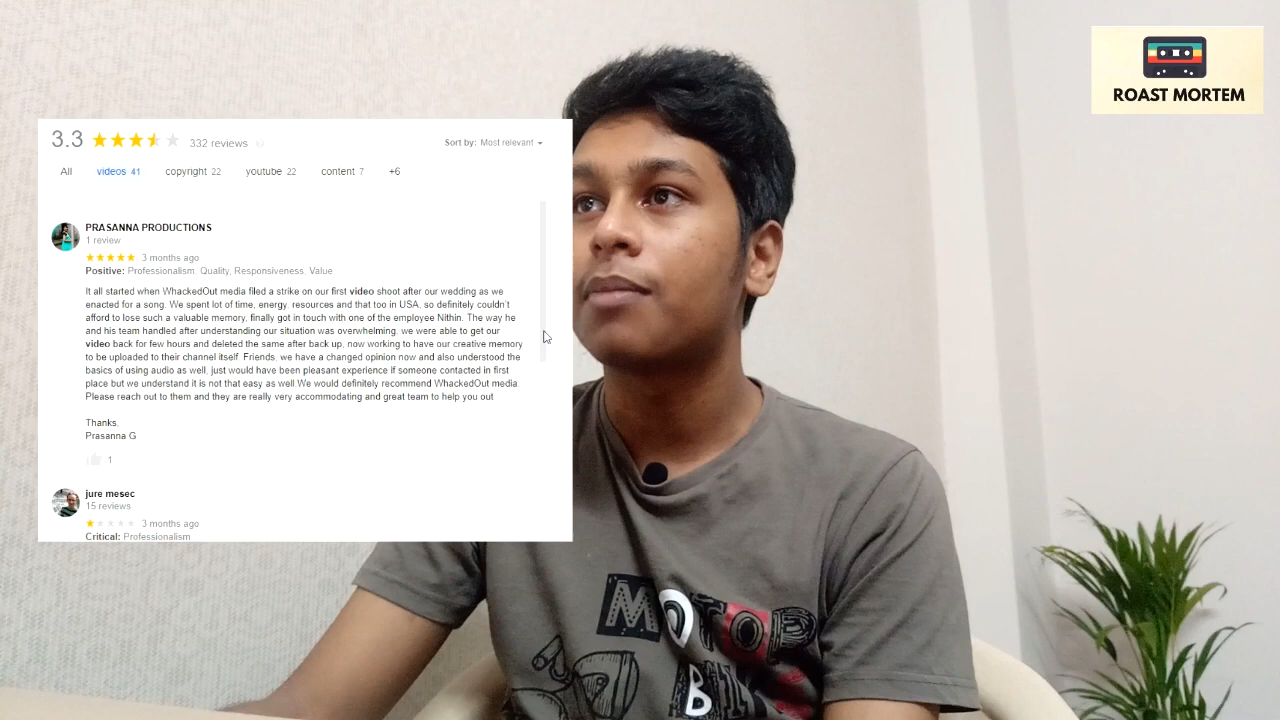 ROAST MORTEM
3.3 332 reviews
Sort by: Most relevant
All videos 41 copyright 22 youtube 22 content 7 +6
PRASANNA PRODUCTIONS
1 review
3 months ago
Positive: Professionalism, Quality, Responsiveness, Value
It all started when WhackedOut media filed a strike on our first video shoot after our wedding as we
enacted for a song. We spent lot of time, energy, resources and that too in USA, so definitely couldn't
afford to lose such a valuable memory, finally got in touch with one of the employee Nithin. The way he
and his team handled after understanding our situation was overwhelming, we were able to get our
video back for few hours and deleted the same after back up, now working to have our creative memory
to be uploaded to their channel itself. Friends, we have a changed opinion now and also understood the
basics of using audio as well, just would have been pleasant experience if someone contacted in first
place but we understand it is not that easy as well.We would definitely recommend WhackedOut media.
Please reach out to them and they are really very accommodating and great team to help you out
Thanks,
Prasanna G
1
jure mesec
15 reviews
3 months ago
Critical: Professionalism
MOTOR